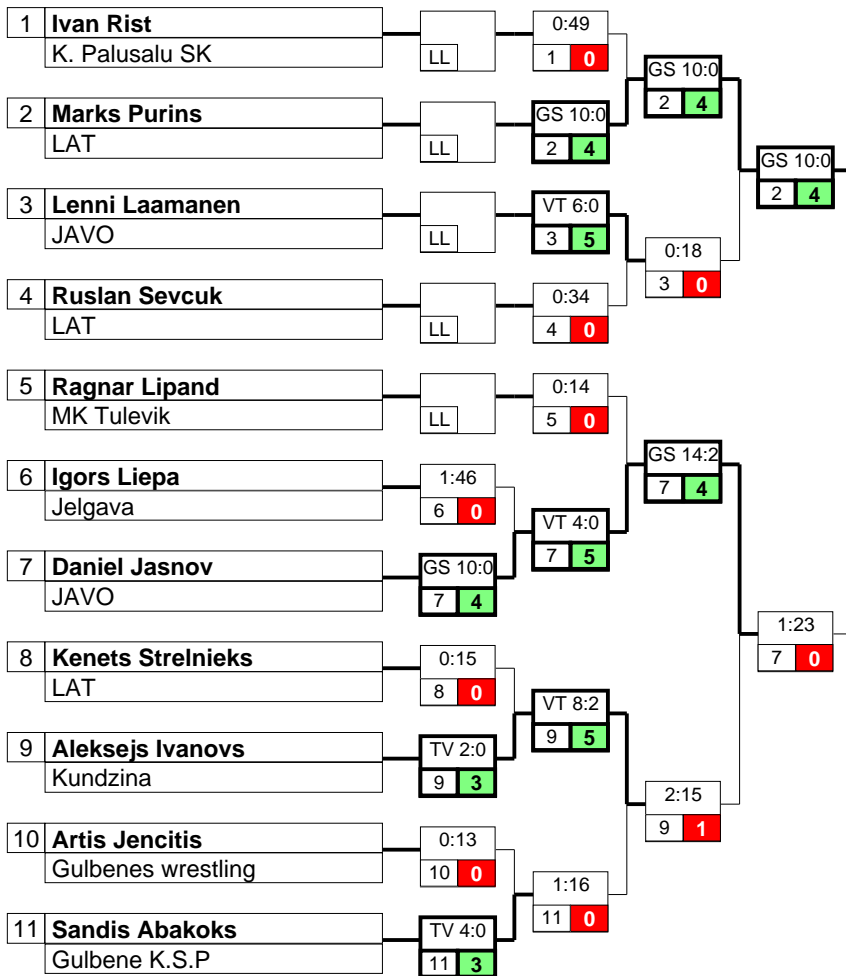 1 Ivan Rist
K. Palusalu SK
LL
0:49
1 0
GS 10:0
2 4
2 Marks Purins
LAT
LL
GS 10:0
2 4
GS 10:0
2 4
3 Lenni Laamanen
JAVO
LL
VT 6:0
3 5
0:18
3 0
4 Ruslan Sevcuk
LAT
LL
0:34
4 0
5 Ragnar Lipand
MK Tulevik
LL
0:14
5 0
GS 14:2
7 4
6 Igors Liepa
Jelgava
1:46
6 0
VT 4:0
7 5
7 Daniel Jasnov
JAVO
GS 10:0
7 4
1:23
7 0
8 Kenets Strelnieks
LAT
0:15
8 0
VT 8:2
9 5
9 Aleksejs Ivanovs
Kundzina
TV 2:0
9 3
2:15
9 1
10 Artis Jencitis
Gulbenes wrestling
0:13
10 0
1:16
11 0
11 Sandis Abakoks
Gulbene K.S.P
TV 4:0
11 3